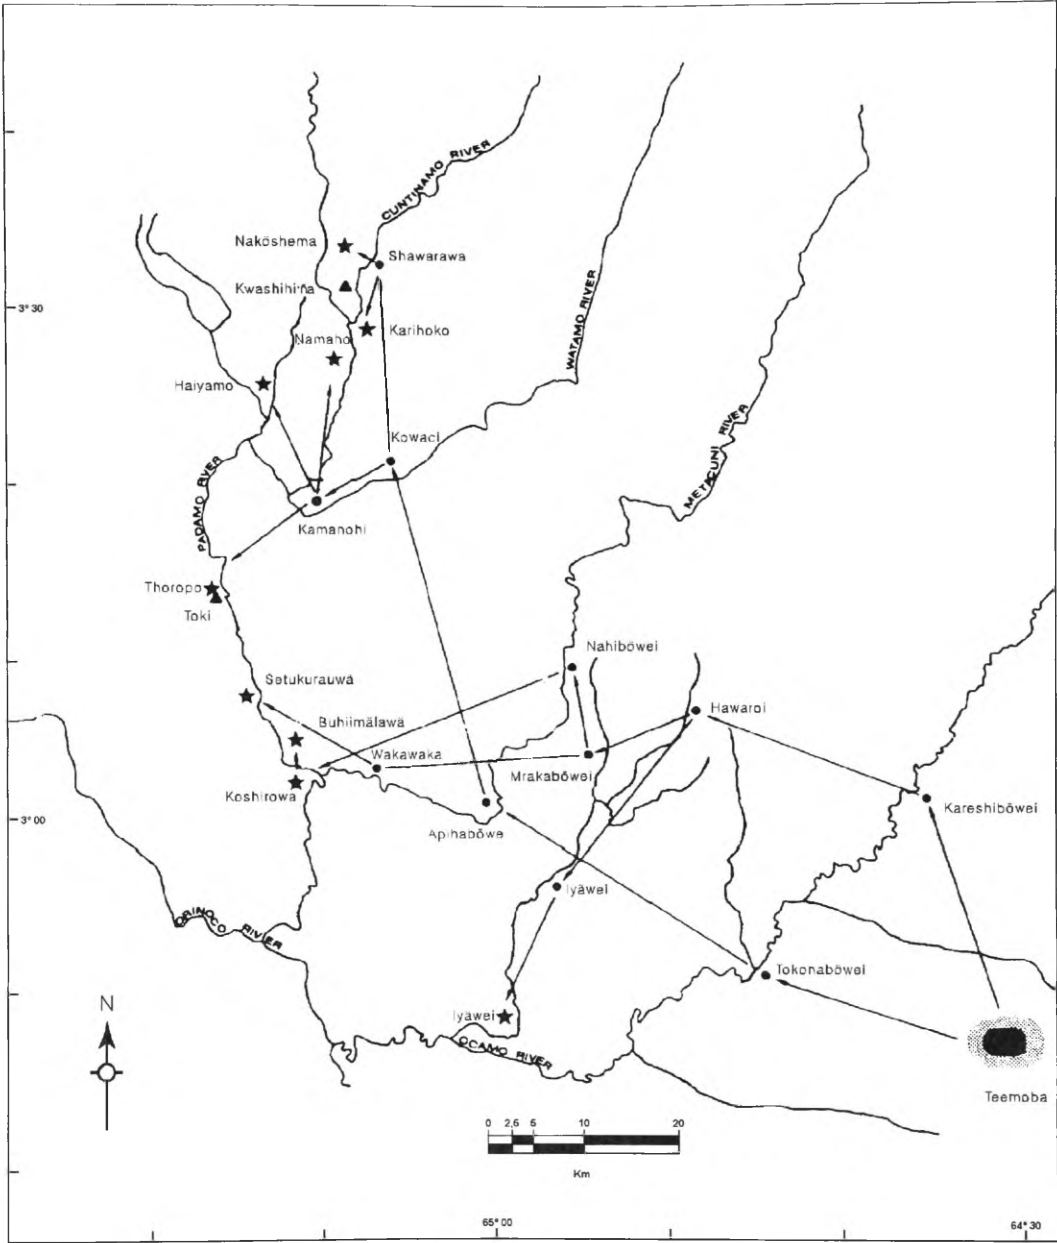 CUNTINAMO RIVER
Naköshema
Shawarawa
Kwashihiña
3° 30
Namaho
Karihoko
WATAMO RIVER
Haiyamo
METACUNI RIVER
Kowaci
PADAMO RIVER
Kamanohi
Thoropo
Toki
Nahiböwei
Setukurauwä
Hawaroi
Buhiimälawä
Wakawaka
Mrakaböwei
Koshirowa
Kareshiböwei
3° 00
Apihaböwe
Iyäwei
ORINOCO RIVER
Tokonaböwei
N
Iyäwei
OCAMO RIVER
Teemoba
0 2,5 5 10 20
Km
65° 00
64° 30